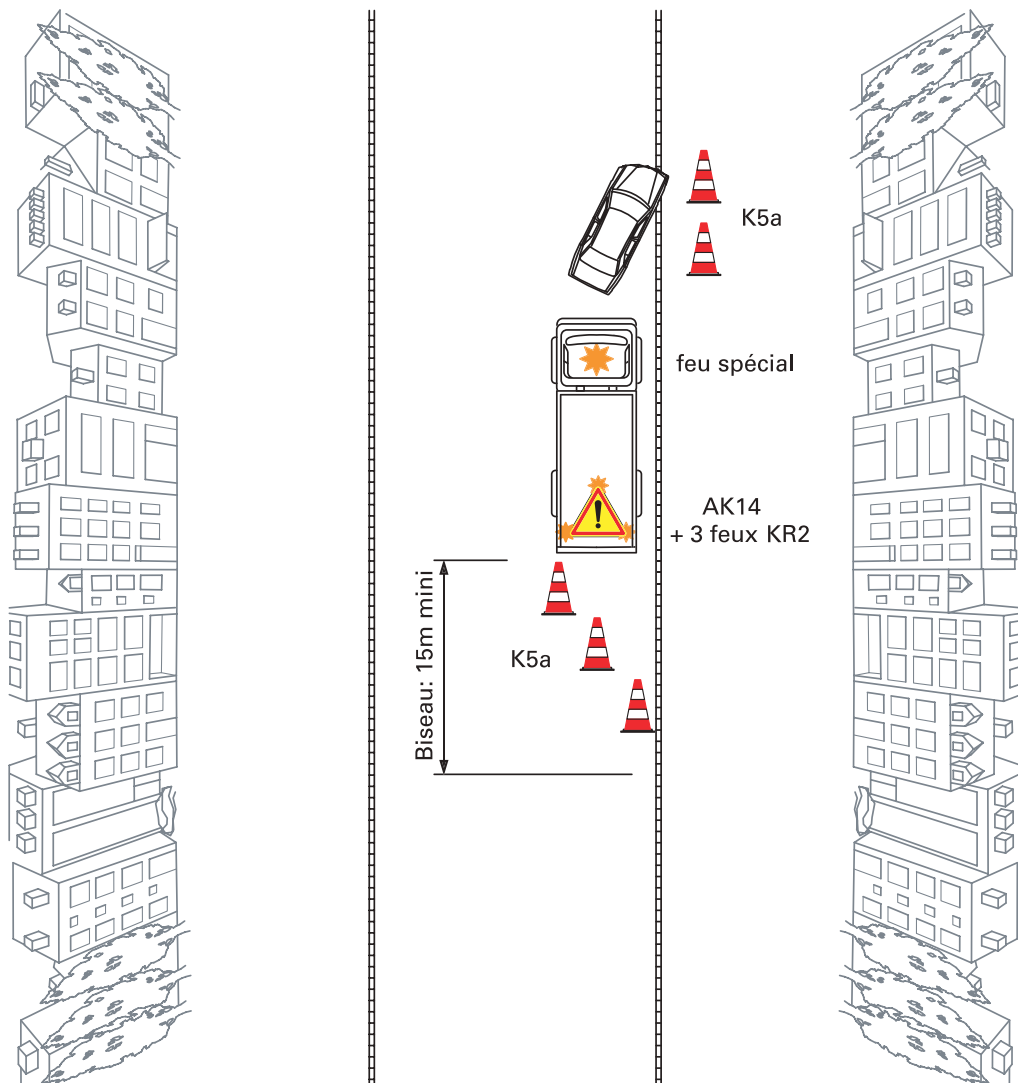 K5a
feu spécial
AK14
+ 3 feux KR2
K5a
Biseau: 15m mini